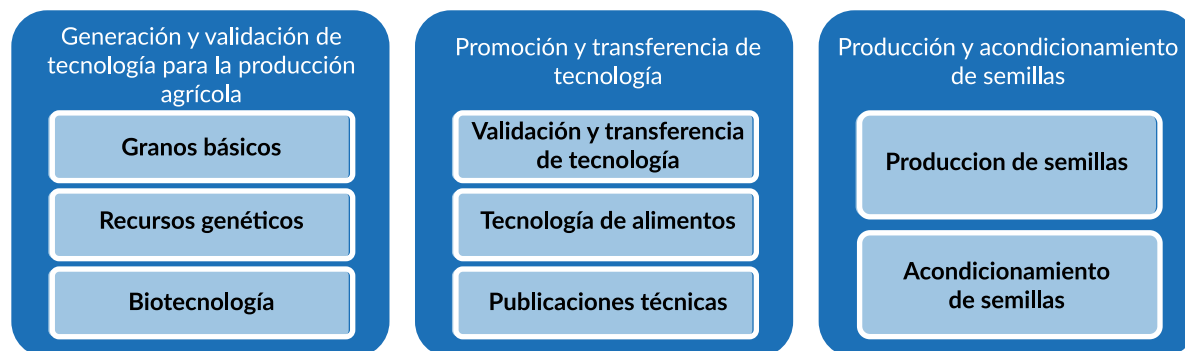 Generación y validación de
tecnología para la producción
agrícola
Granos básicos
Recursos genéticos
Biotecnología
Promoción y transferencia de
tecnología
Validación y transferencia
de tecnología
Tecnología de alimentos
Publicaciones técnicas
Producción y acondicionamiento
de semillas
Produccion de semillas
Acondicionamiento
de semillas